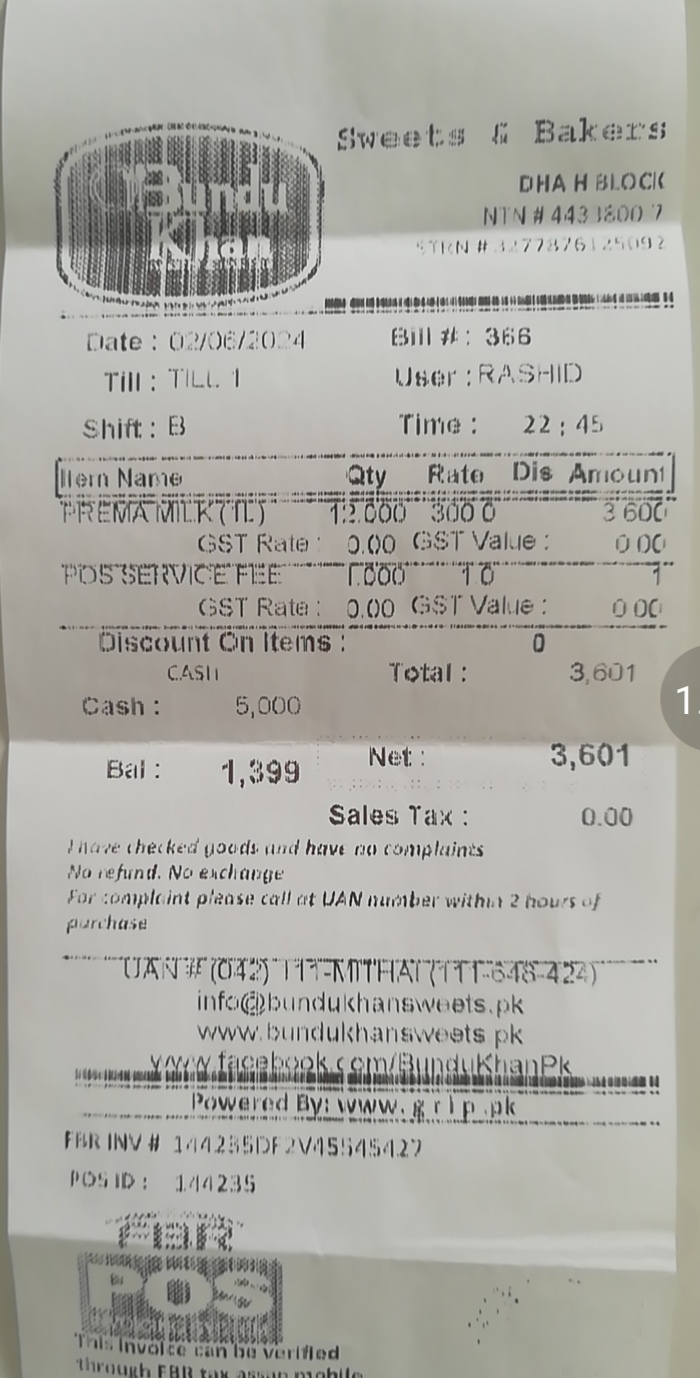 Bundu
Khan
Sweets & Bakers
DHA H BLOCK
NTN # 4431800 7
STRN # 3277876125092
Date : 02/06/2024 Bill # : 366
Till : TILL 1 User : RASHID
Shift : B Time : 22 : 45
Item Name Qty Rate Dis Amount
PREMA MILK (1L) 12.000 300 0 3 600
GST Rate : 0.00 GST Value : 0 00
POS SERVICE FEE 1.000 1 0 1
GST Rate : 0.00 GST Value : 0 00
Discount On Items : 0
CASH Total : 3,601
Cash : 5,000
Bal : 1,399 Net : 3,601
Sales Tax : 0.00
I have checked goods and have no complaints
No refund. No exchange
For complaint please call at UAN number within 2 hours of
purchase
UAN # (042) 111-MITHAI (111-648-424)
info@bundukhansweets.pk
www.bundukhansweets pk
www.facebook.com/BunduKhanPk
Powered By: www. g r i p .pk
FBR INV # 144235DF2V45545427
POS ID : 144235
FBR
POS
This Invoice can be verified
through FBR tax mobile
1.